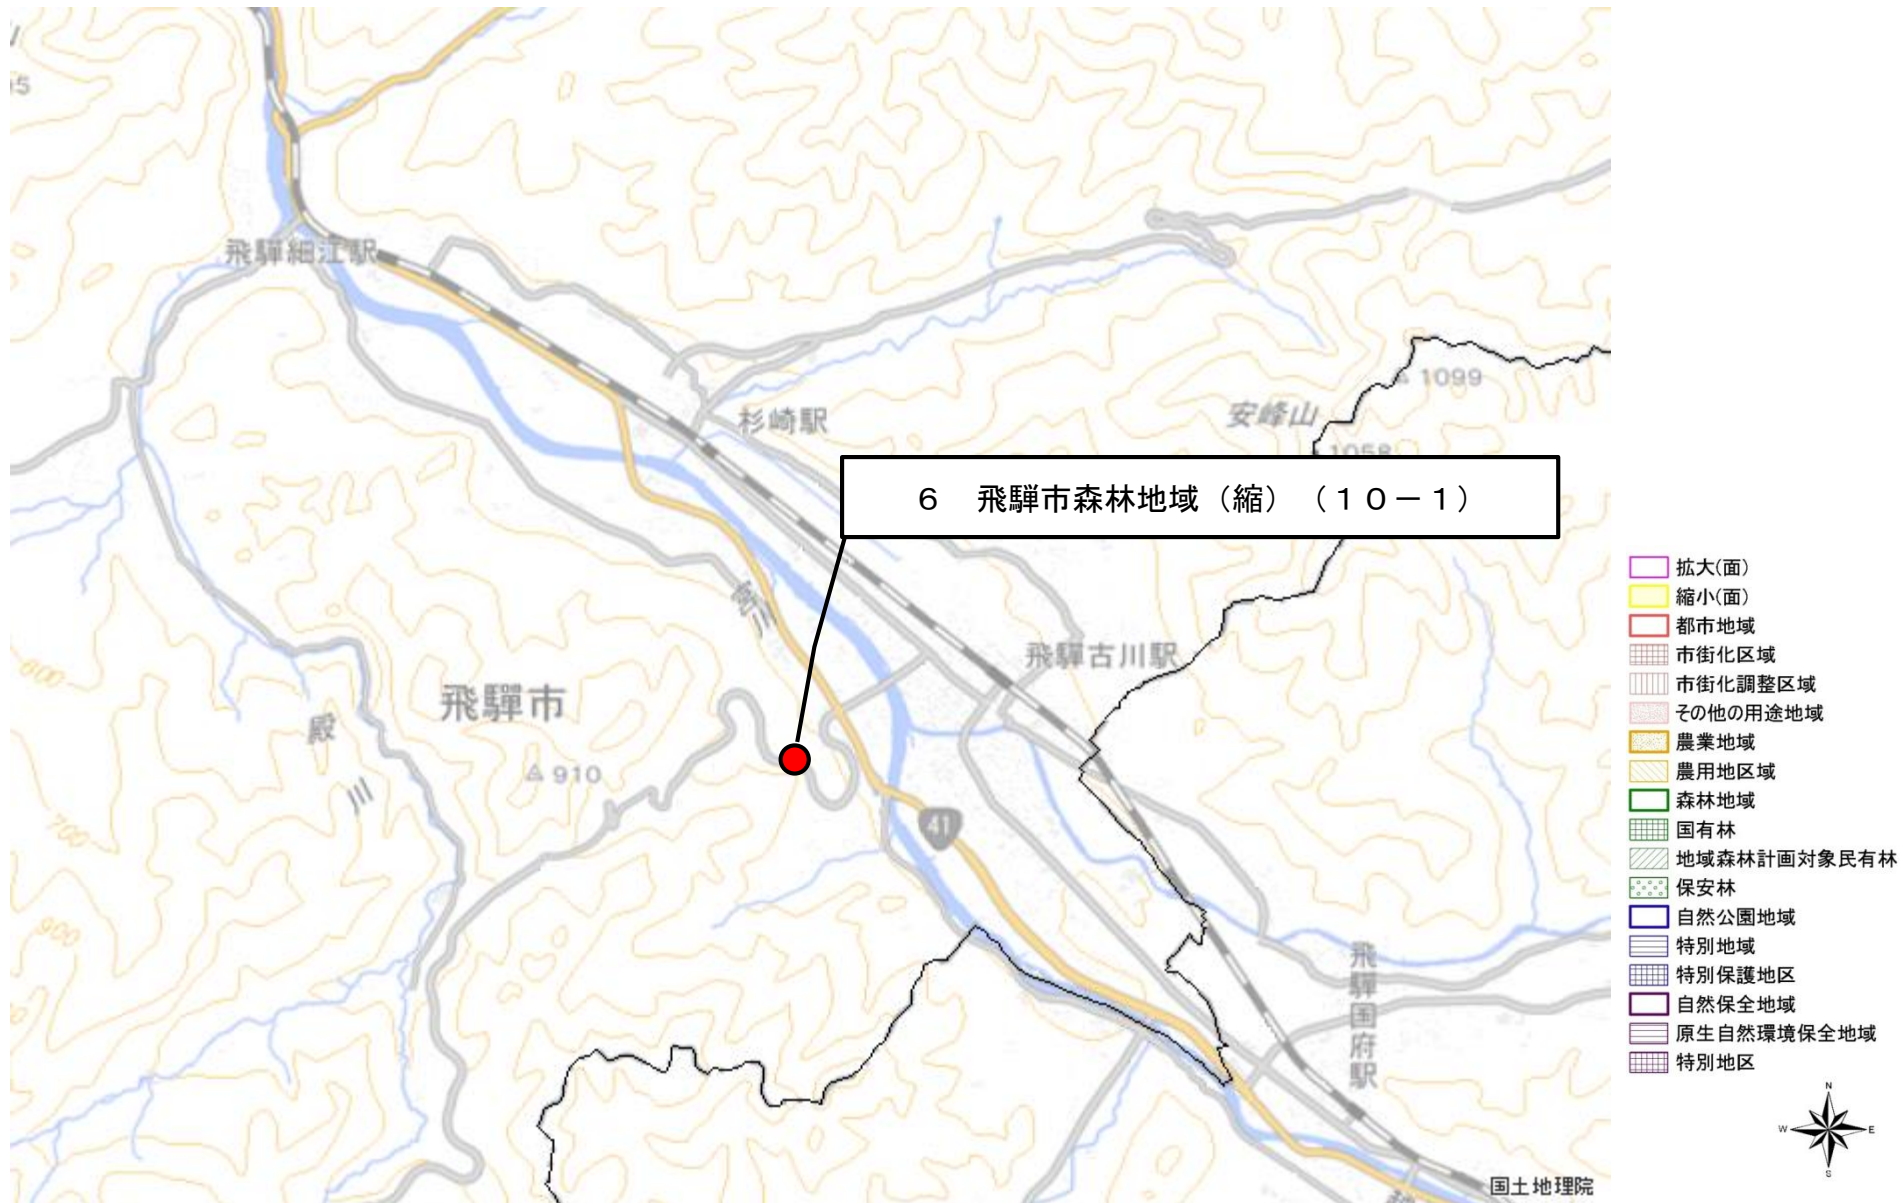 飛騨細江駅
杉崎駅
1099
安峰山
1058
6　飛騨市森林地域（縮）（１０－１）
宮川
飛騨古川駅
飛騨市
殿川
910
600
700
900
41
飛騨国府駅
国土地理院
拡大(面)
縮小(面)
都市地域
市街化区域
市街化調整区域
その他の用途地域
農業地域
農用地区域
森林地域
国有林
地域森林計画対象民有林
保安林
自然公園地域
特別地域
特別保護地区
自然保全地域
原生自然環境保全地域
特別地区
N
W E
S